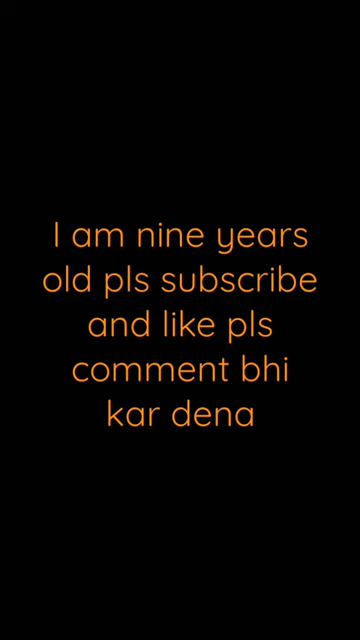 I am nine years
old pls subscribe
and like pls
comment bhi
kar dena